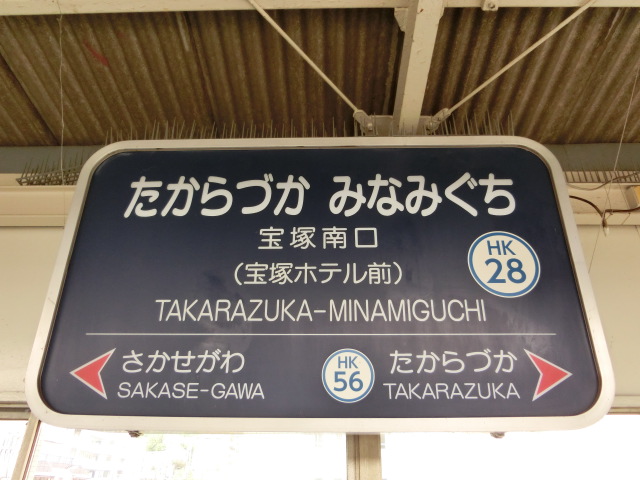 たからづか みなみぐち
宝塚南口
(宝塚ホテル前)
HK
28
TAKARAZUKA-MINAMIGUCHI
さかせがわ
SAKASE-GAWA
HK
56
たからづか
TAKARAZUKA